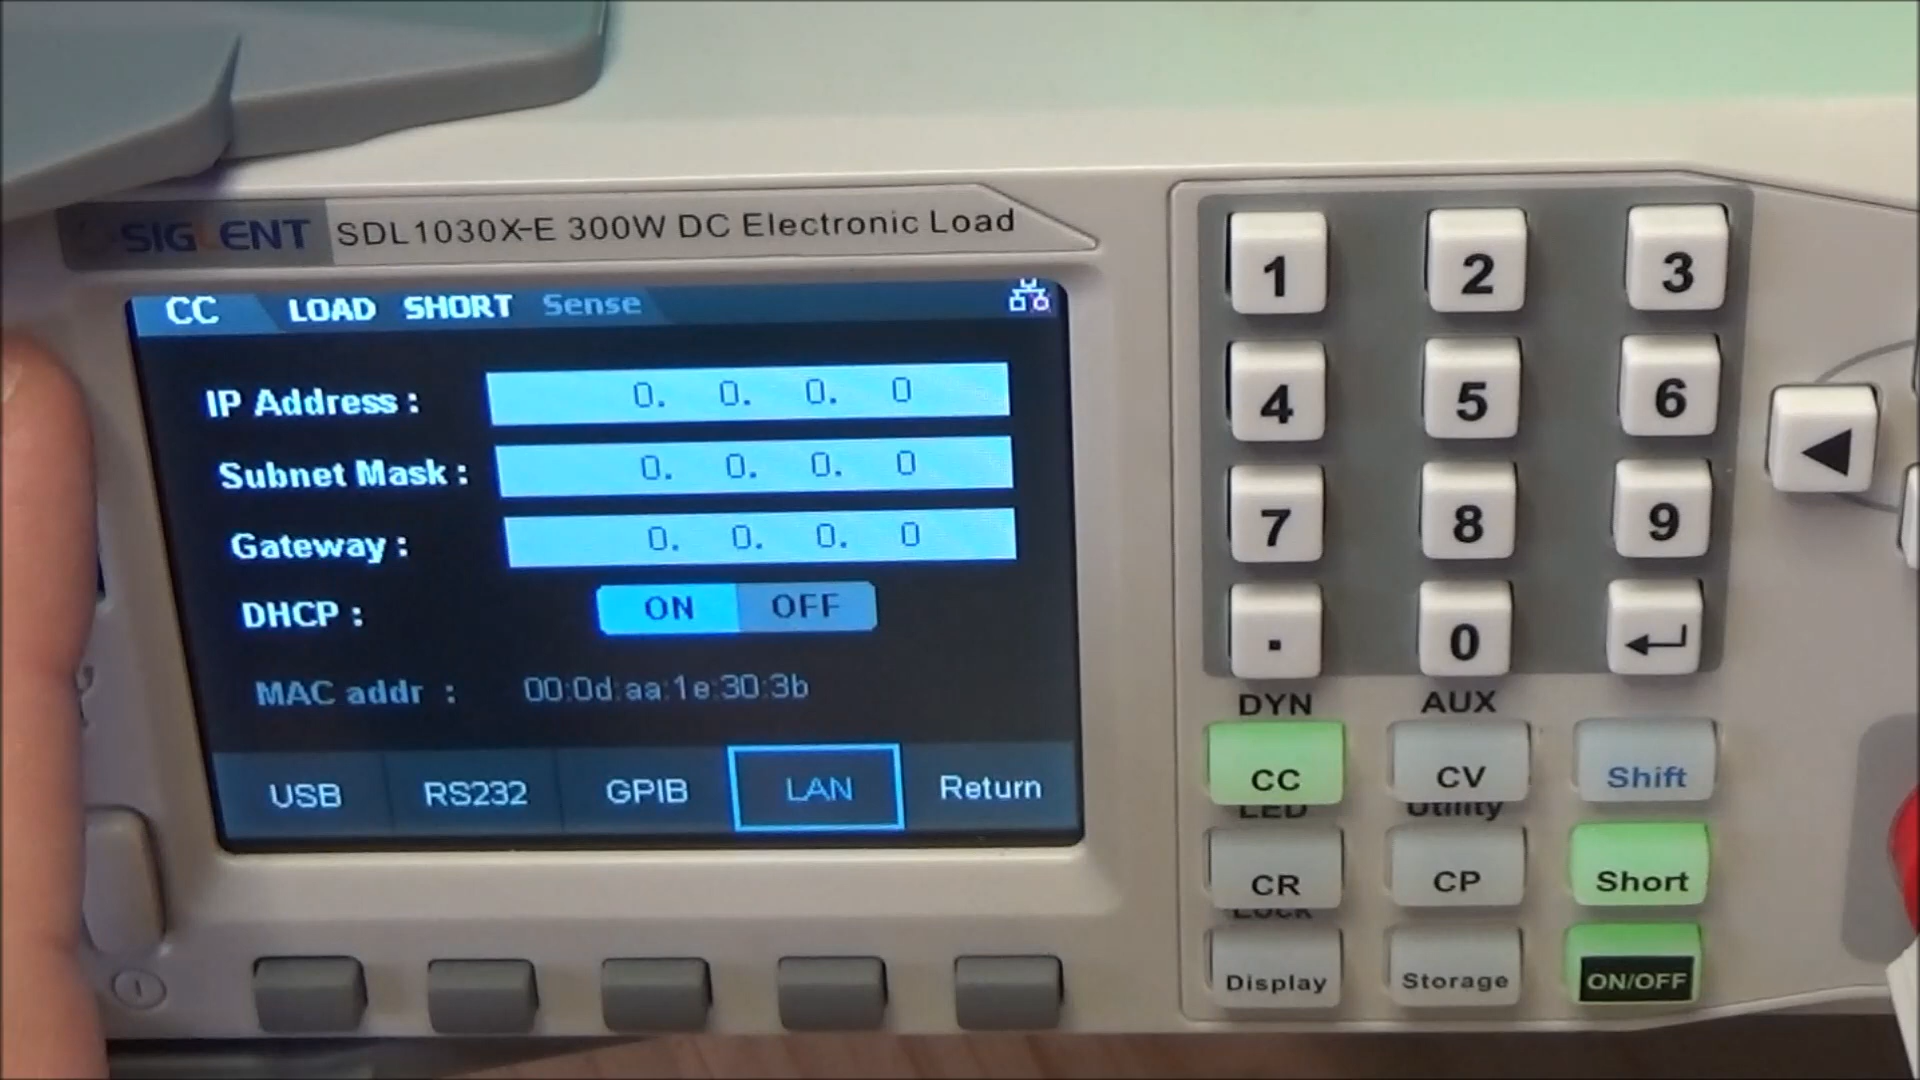 SIGLENT SDL1030X-E 300W DC Electronic Load
CC LOAD SHORT Sense
IP Address : 0. 0. 0. 0
Subnet Mask : 0. 0. 0. 0
Gateway : 0. 0. 0. 0
DHCP : ON OFF
MAC addr : 00:0d:aa:1e:30:3b
USB RS232 GPIB LAN Return
1 2 3
4 5 6
7 8 9
. 0
DYN AUX
CC CV Shift
LED Utility
CR CP Short
Lock
Display Storage ON/OFF